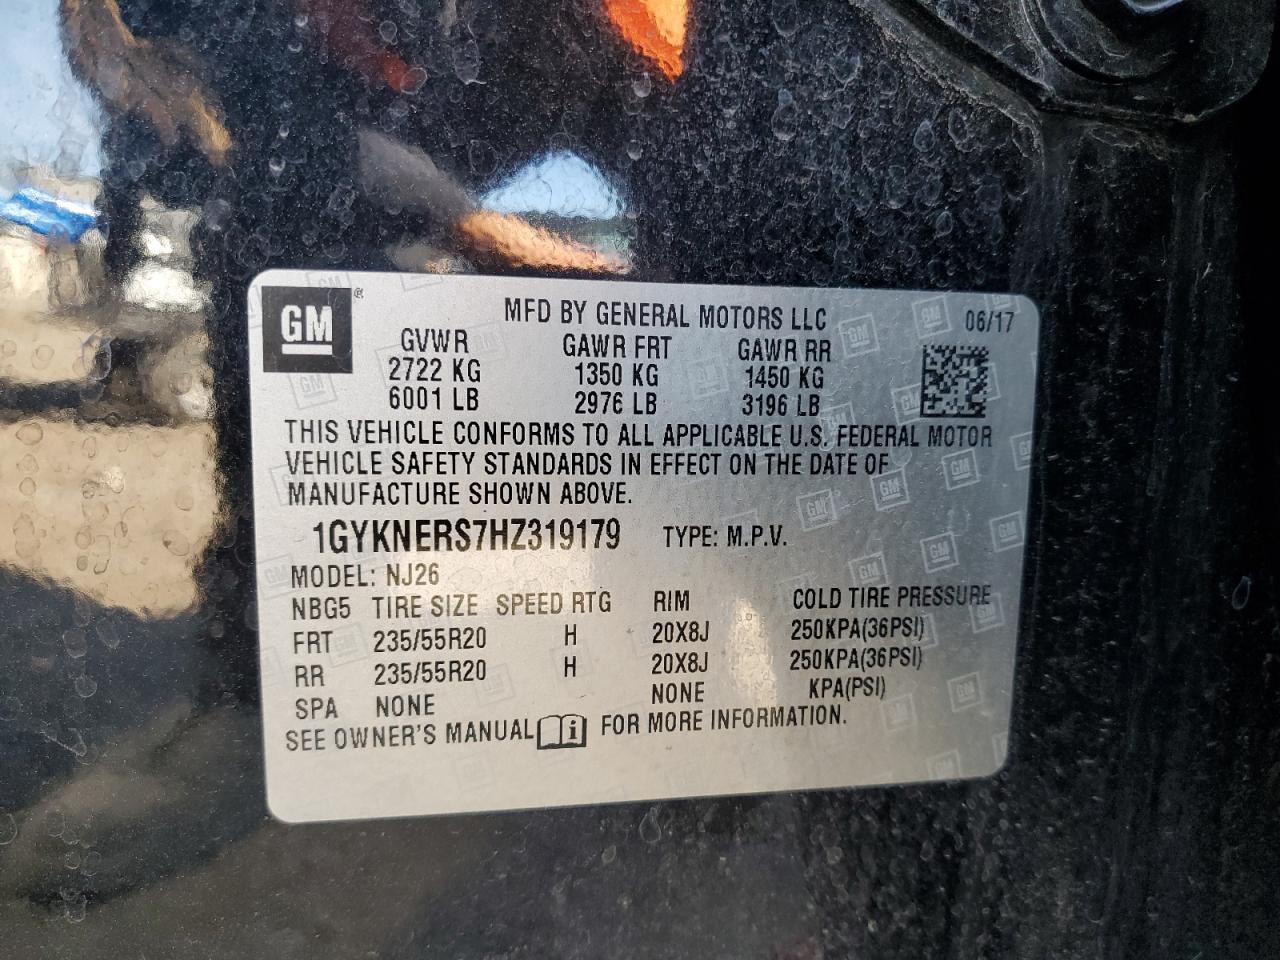 GM ®
MFD BY GENERAL MOTORS LLC 06/17
GVWR GAWR FRT GAWR RR
2722 KG 1350 KG 1450 KG
6001 LB 2976 LB 3196 LB
THIS VEHICLE CONFORMS TO ALL APPLICABLE U.S. FEDERAL MOTOR
VEHICLE SAFETY STANDARDS IN EFFECT ON THE DATE OF
MANUFACTURE SHOWN ABOVE.
1GYKNERS7HZ319179 TYPE: M.P.V.
MODEL: NJ26
NBG5 TIRE SIZE SPEED RTG RIM COLD TIRE PRESSURE
FRT 235/55R20 H 20X8J 250KPA(36PSI)
RR 235/55R20 H 20X8J 250KPA(36PSI)
SPA NONE NONE KPA(PSI)
SEE OWNER'S MANUAL i FOR MORE INFORMATION.